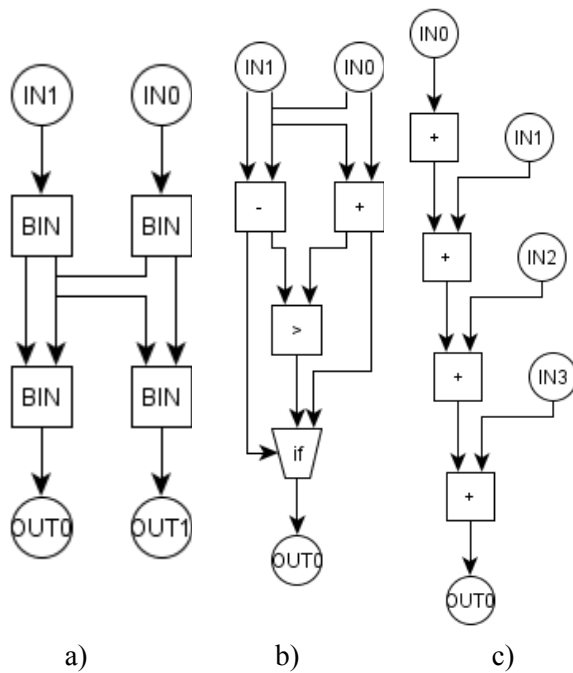 IN1 IN0
BIN BIN
BIN BIN
OUT0 OUT1
a)
IN1 IN0
- +
>
if
OUT0
b)
IN0
+
IN1
+
IN2
+
IN3
+
OUT0
c)